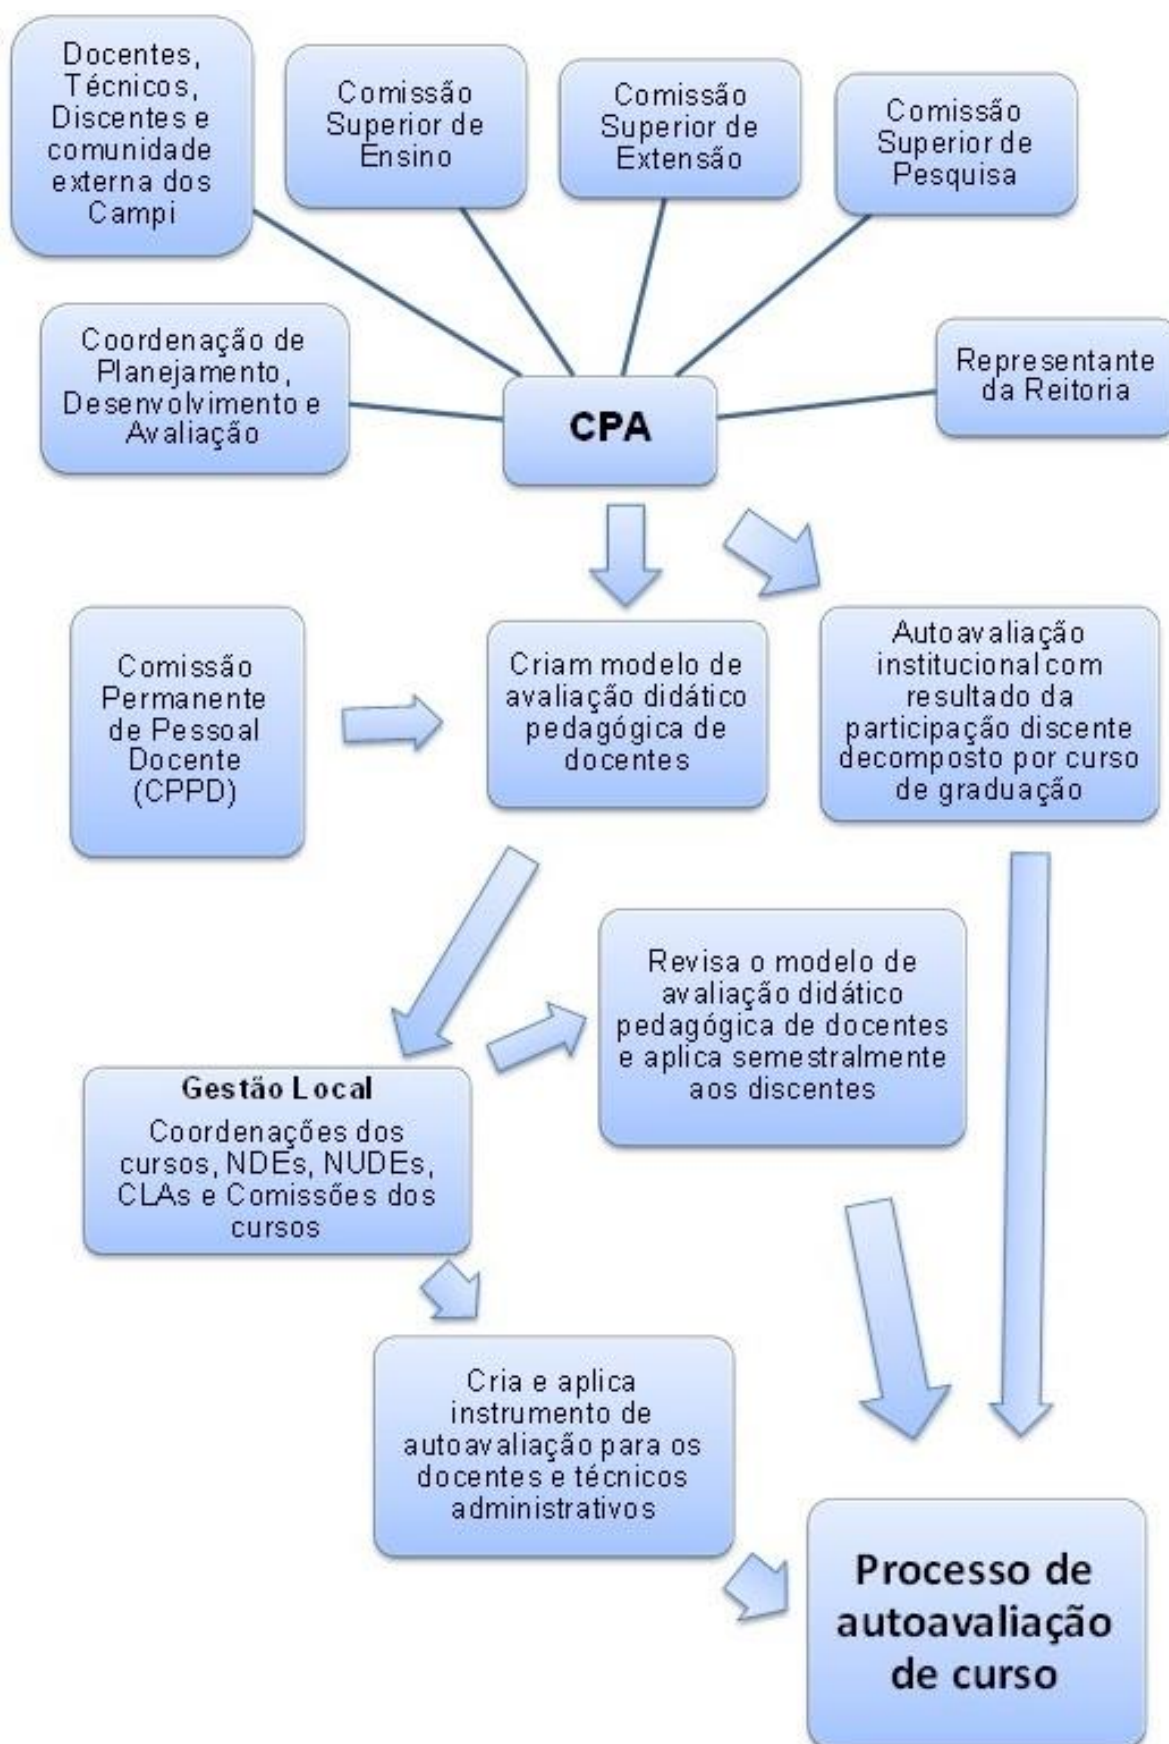 Docentes,
Técnicos,
Discentes e
comunidade
externa dos
Campi
Comissão
Superior de
Ensino
Comissão
Superior de
Extensão
Comissão
Superior de
Pesquisa
Coordenação de
Planejamento,
Desenvolvimento e
Avaliação
CPA
Representante
da Reitoria
Comissão
Permanente
de Pessoal
Docente
(CPPD)
Criam modelo de
avaliação didático
pedagógica de
docentes
Autoavaliação
institucional com
resultado da
participação discente
decomposto por curso
de graduação
Revisa o modelo de
avaliação didático
pedagógica de docentes
e aplica semestralmente
aos discentes
Gestão Local
Coordenações dos
cursos, NDEs, NUDEs,
CLAs e Comissões dos
cursos
Cria e aplica
instrumento de
autoavaliação para os
docentes e técnicos
administrativos
Processo de
autoavaliação
de curso